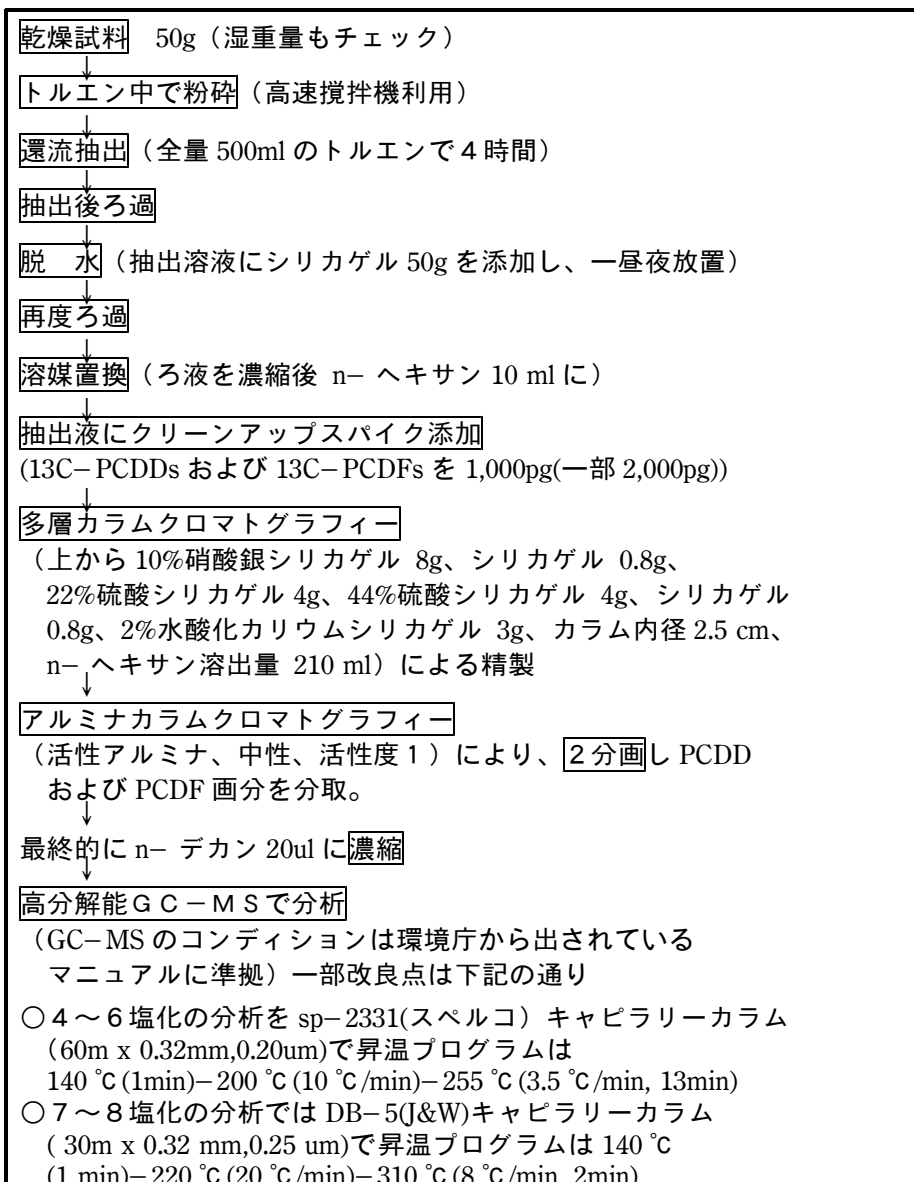 乾燥試料　50g（湿重量もチェック）
↓
トルエン中で粉砕（高速撹拌機利用）
↓
還流抽出（全量 500ml のトルエンで４時間）
↓
抽出後ろ過
↓
脱　水（抽出溶液にシリカゲル 50g を添加し、一昼夜放置）
↓
再度ろ過
↓
溶媒置換（ろ液を濃縮後 n− ヘキサン 10 ml に）
↓
抽出液にクリーンアップスパイク添加
(13C−PCDDs および 13C−PCDFs を 1,000pg(一部 2,000pg))
↓
多層カラムクロマトグラフィー
（上から 10%硝酸銀シリカゲル 8g、シリカゲル 0.8g、
22%硫酸シリカゲル 4g、44%硫酸シリカゲル 4g、シリカゲル
0.8g、2%水酸化カリウムシリカゲル 3g、カラム内径 2.5 cm、
n− ヘキサン溶出量 210 ml）による精製
↓
アルミナカラムクロマトグラフィー
（活性アルミナ、中性、活性度１）により、２分画し PCDD
および PCDF 画分を分取。
↓
最終的に n− デカン 20ul に濃縮
↓
高分解能ＧＣ－ＭＳで分析
（GC−MS のコンディションは環境庁から出されている
マニュアルに準拠）一部改良点は下記の通り
○４〜６塩化の分析を sp−2331(スペルコ）キャピラリーカラム
（60m x 0.32mm,0.20um)で昇温プログラムは
140 ℃(1min)−200 ℃(10 ℃/min)−255 ℃(3.5 ℃/min, 13min)
○７〜８塩化の分析では DB−5(J&W)キャピラリーカラム
( 30m x 0.32 mm,0.25 um)で昇温プログラムは 140 ℃
(1 min)−220 ℃(20 ℃/min)−310 ℃(8 ℃/min, 2min)